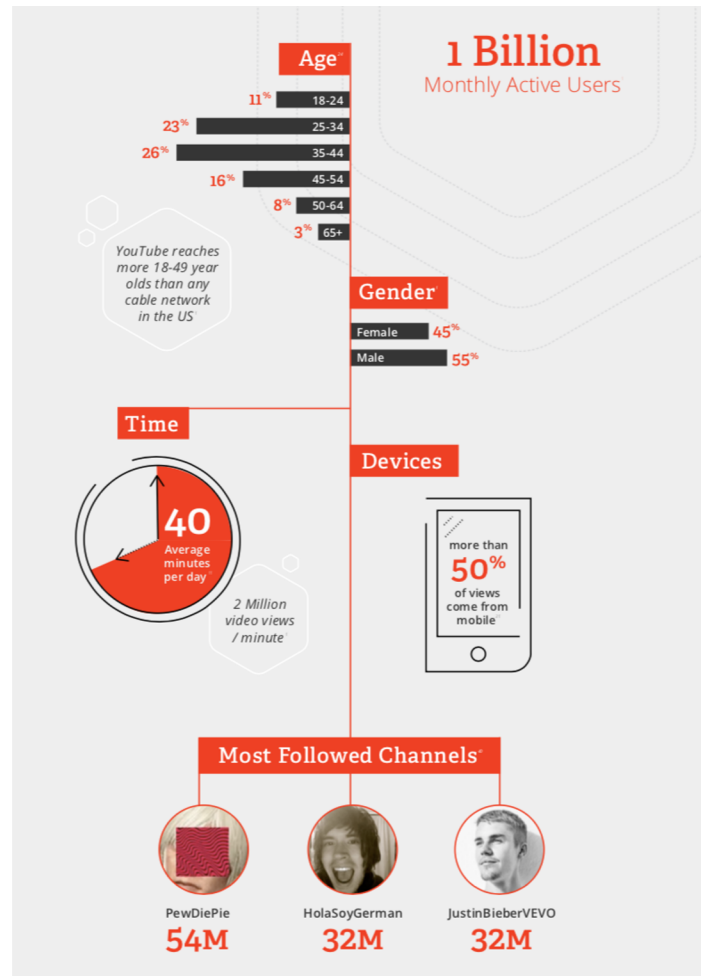 1 Billion
Monthly Active Users
Age
11% 18-24
23% 25-34
26% 35-44
16% 45-54
8% 50-64
3% 65+
YouTube reaches
more 18-49 year
olds than any
cable network
in the US
Gender
Female 45%
Male 55%
Time
40
Average
minutes
per day
2 Million
video views
/ minute
Devices
more than
50%
of views
come from
mobile
Most Followed Channels
PewDiePie
54M
HolaSoyGerman
32M
JustinBieberVEVO
32M